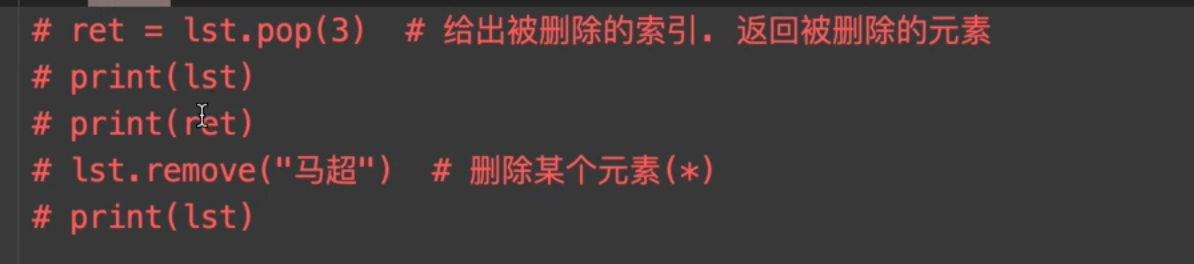 # ret = lst.pop(3)  # 给出被删除的索引. 返回被删除的元素
# print(lst)
# print(ret)
# lst.remove("马超")  # 删除某个元素(*)
# print(lst)